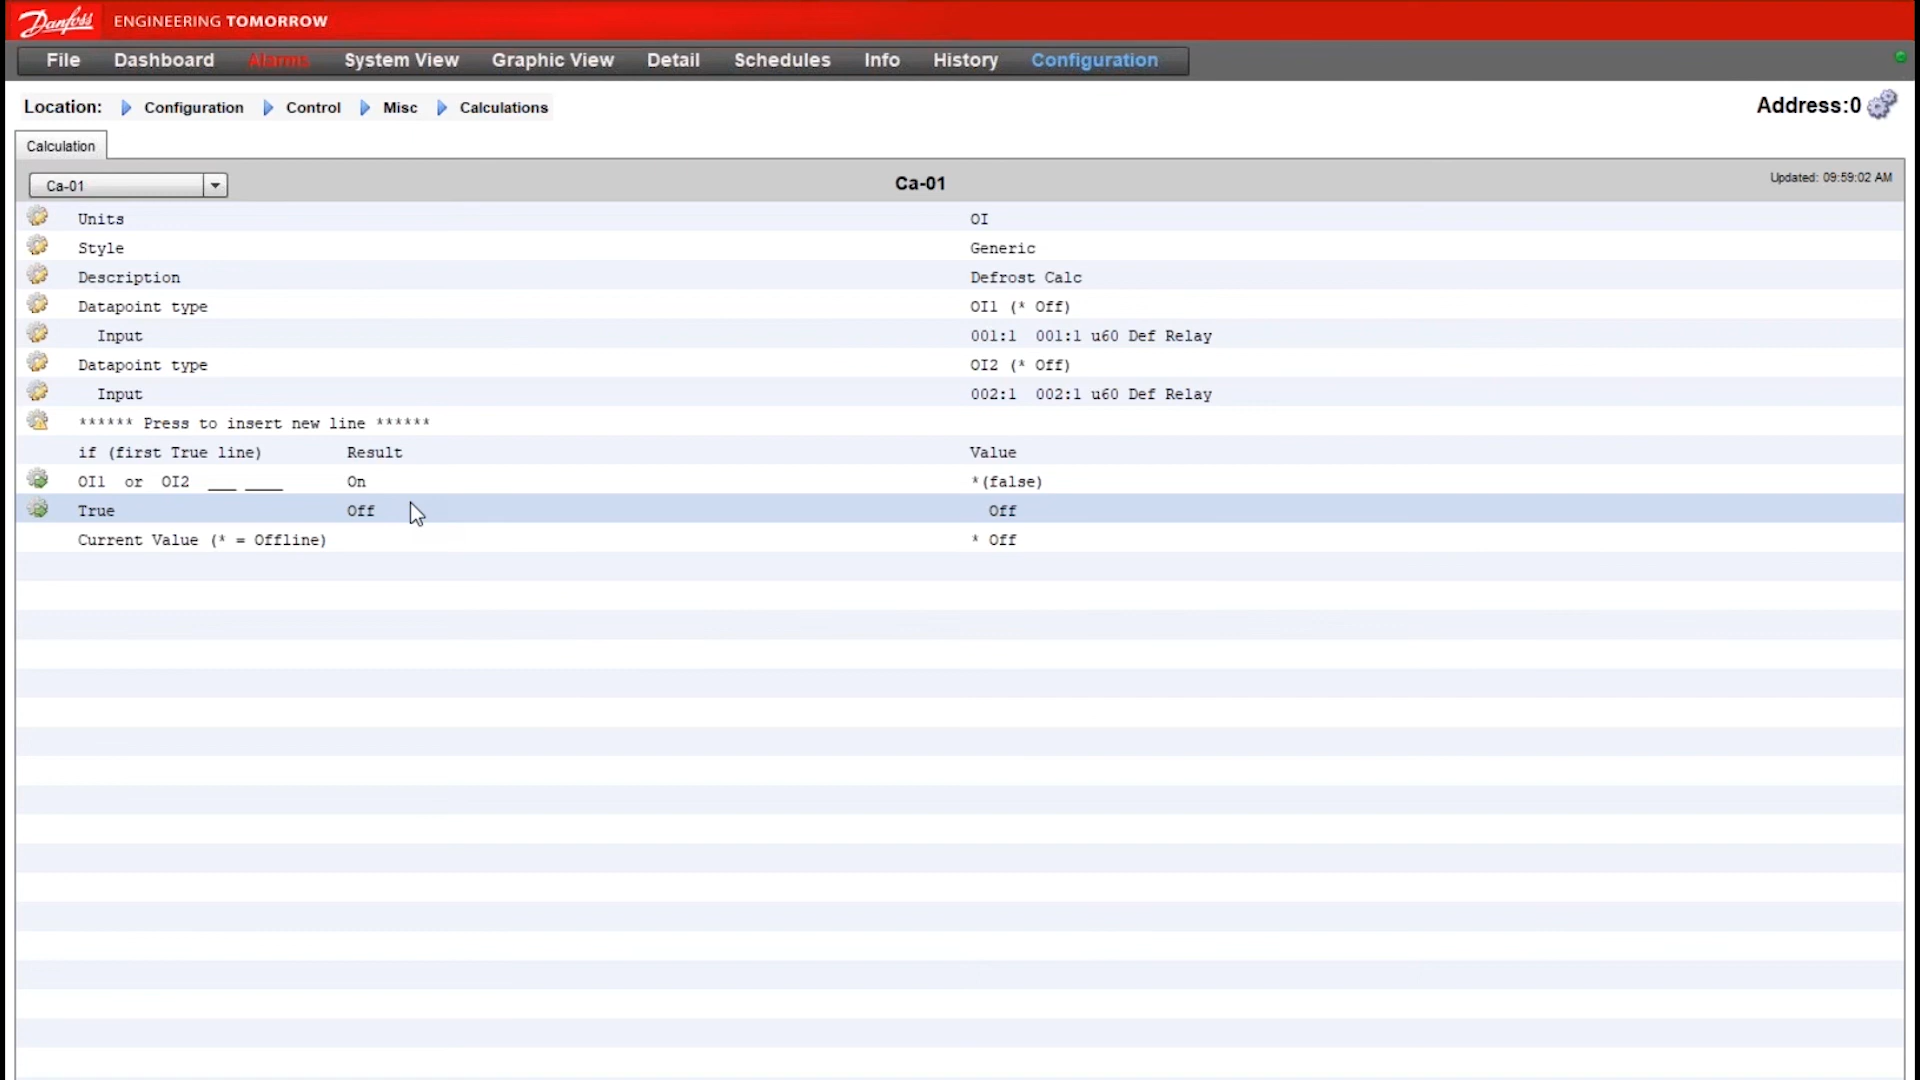 Danfoss ENGINEERING TOMORROW
File Dashboard Alarms System View Graphic View Detail Schedules Info History Configuration
Location: Configuration Control Misc Calculations Address:0
Calculation
Ca-01 Ca-01 Updated: 09:59:02 AM
Units OI
Style Generic
Description Defrost Calc
Datapoint type OI1 (* Off)
Input 001:1 001:1 u60 Def Relay
Datapoint type OI2 (* Off)
Input 002:1 002:1 u60 Def Relay
****** Press to insert new line ******
if (first True line) Result Value
OI1 or OI2 ___ ____ On *(false)
True Off Off
Current Value (* = Offline) * Off